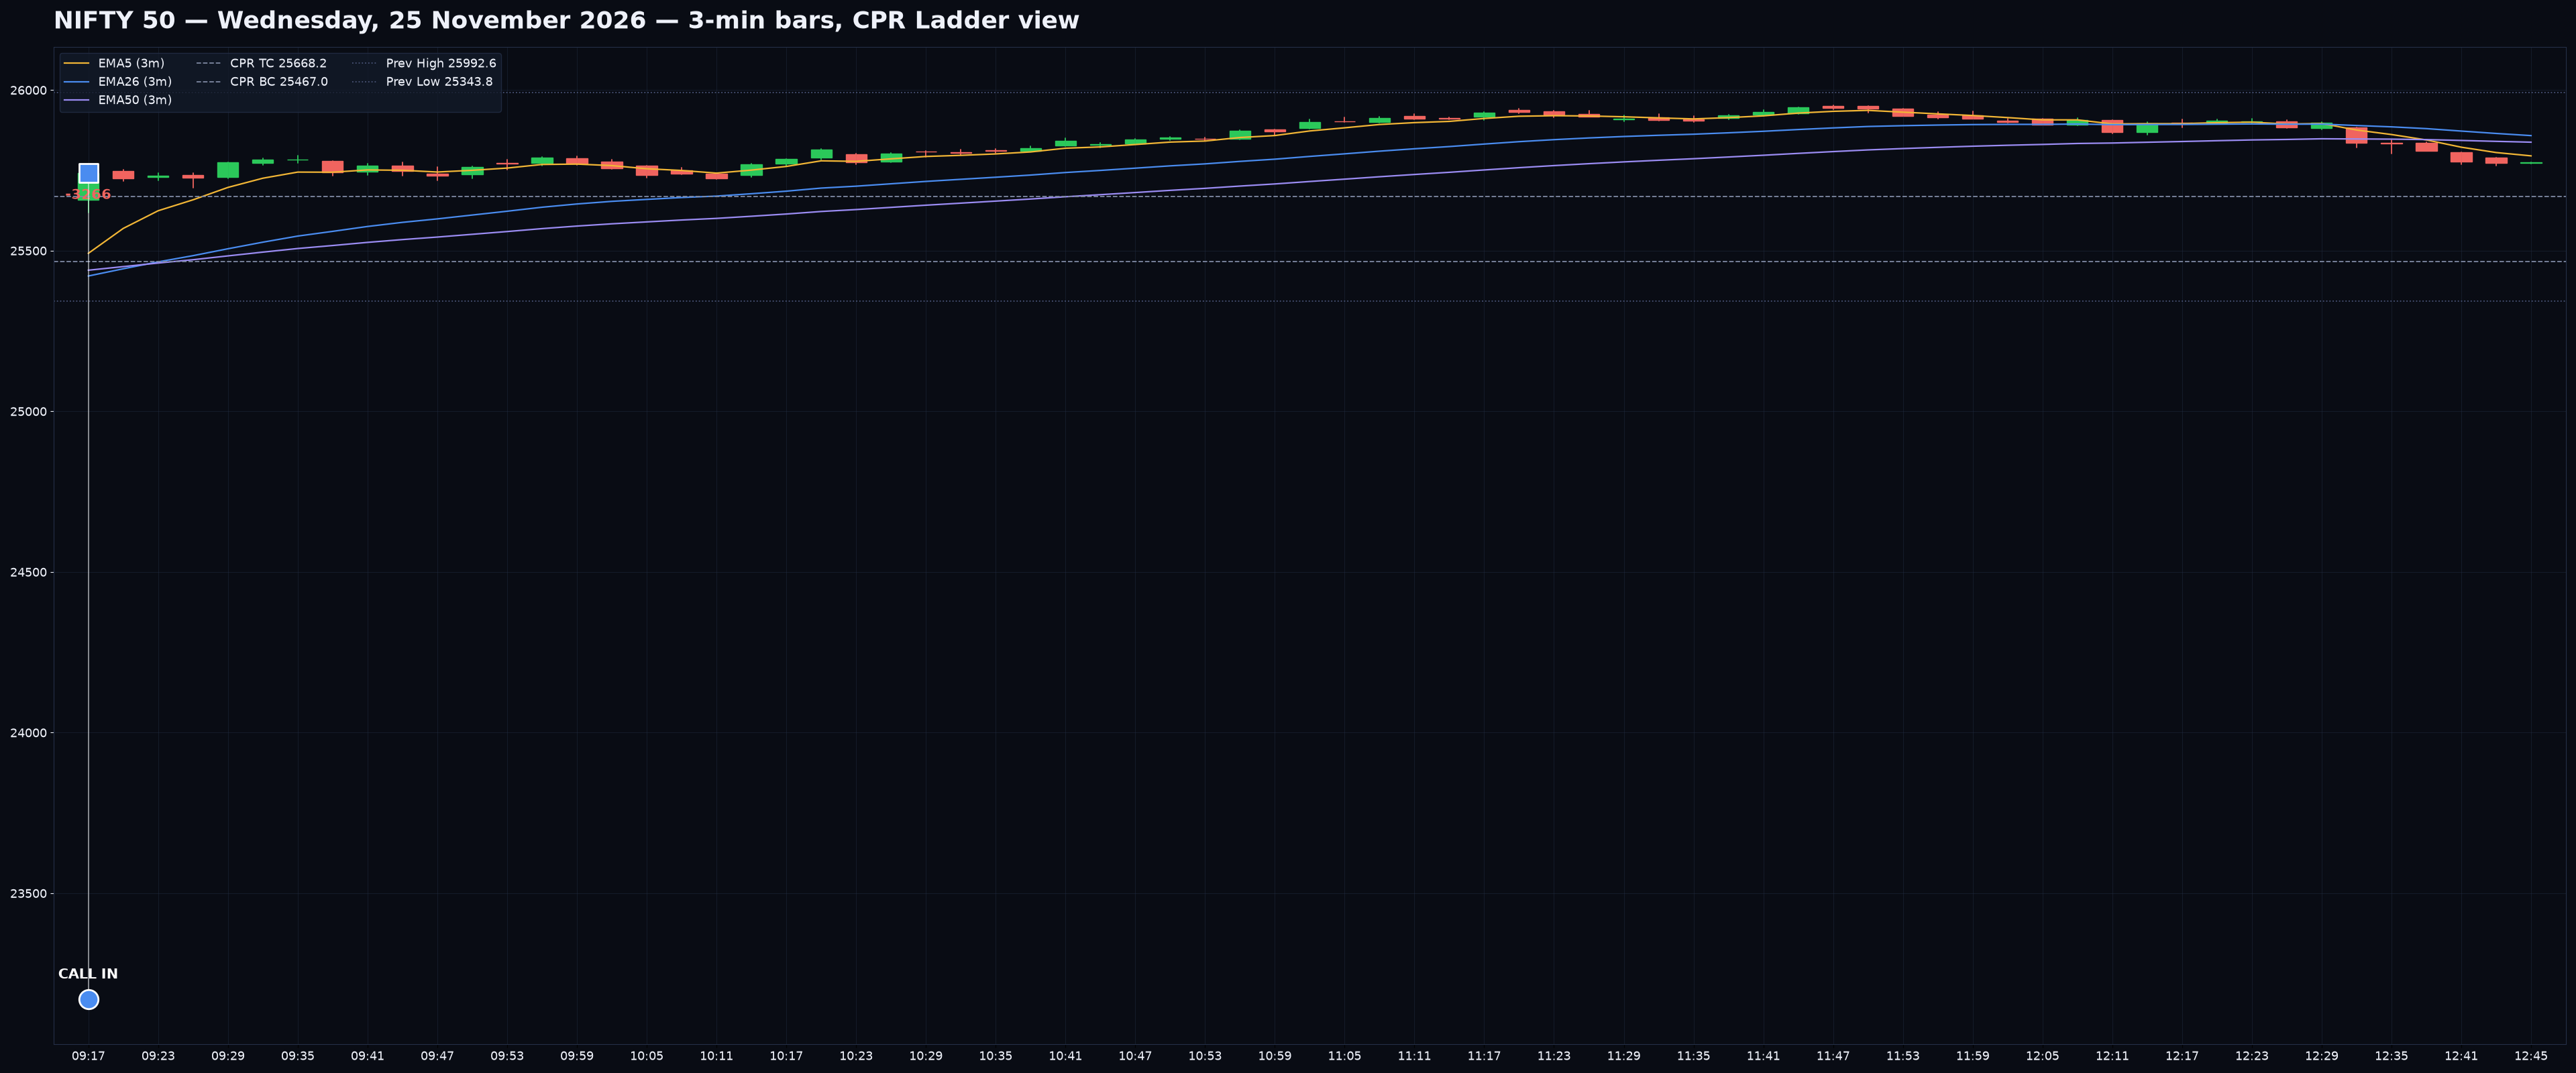 NIFTY 50 — Wednesday, 25 November 2026 — 3-min bars, CPR Ladder view
EMA5 (3m) CPR TC 25668.2 Prev High 25992.6
EMA26 (3m) CPR BC 25467.0 Prev Low 25343.8
EMA50 (3m)
26000
25500
25000
24500
24000
23500
CALL IN
09:17 09:23 09:29 09:35 09:41 09:47 09:53 09:59 10:05 10:11 10:17 10:23 10:29 10:35 10:41 10:47 10:53 10:59 11:05 11:11 11:17 11:23 11:29 11:35 11:41 11:47 11:53 11:59 12:05 12:11 12:17 12:23 12:29 12:35 12:41 12:45